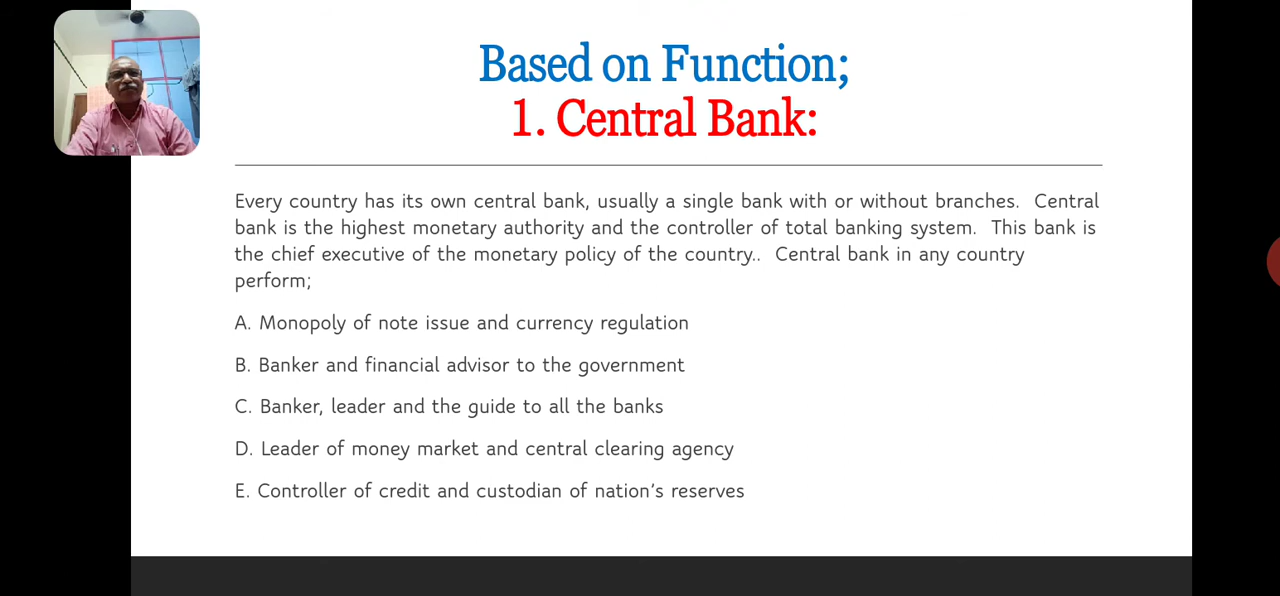 Based on Function;
1. Central Bank:
Every country has its own central bank, usually a single bank with or without branches.  Central
bank is the highest monetary authority and the controller of total banking system.  This bank is
the chief executive of the monetary policy of the country..  Central bank in any country
perform;
A. Monopoly of note issue and currency regulation
B. Banker and financial advisor to the government
C. Banker, leader and the guide to all the banks
D. Leader of money market and central clearing agency
E. Controller of credit and custodian of nation’s reserves